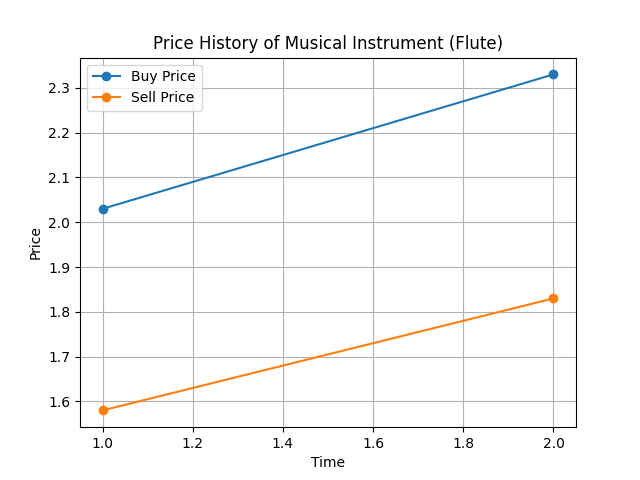 Price History of Musical Instrument (Flute)
Buy Price
Sell Price
2.3
2.2
2.1
2.0
1.9
1.8
1.7
1.6
Price
1.0 1.2 1.4 1.6 1.8 2.0
Time